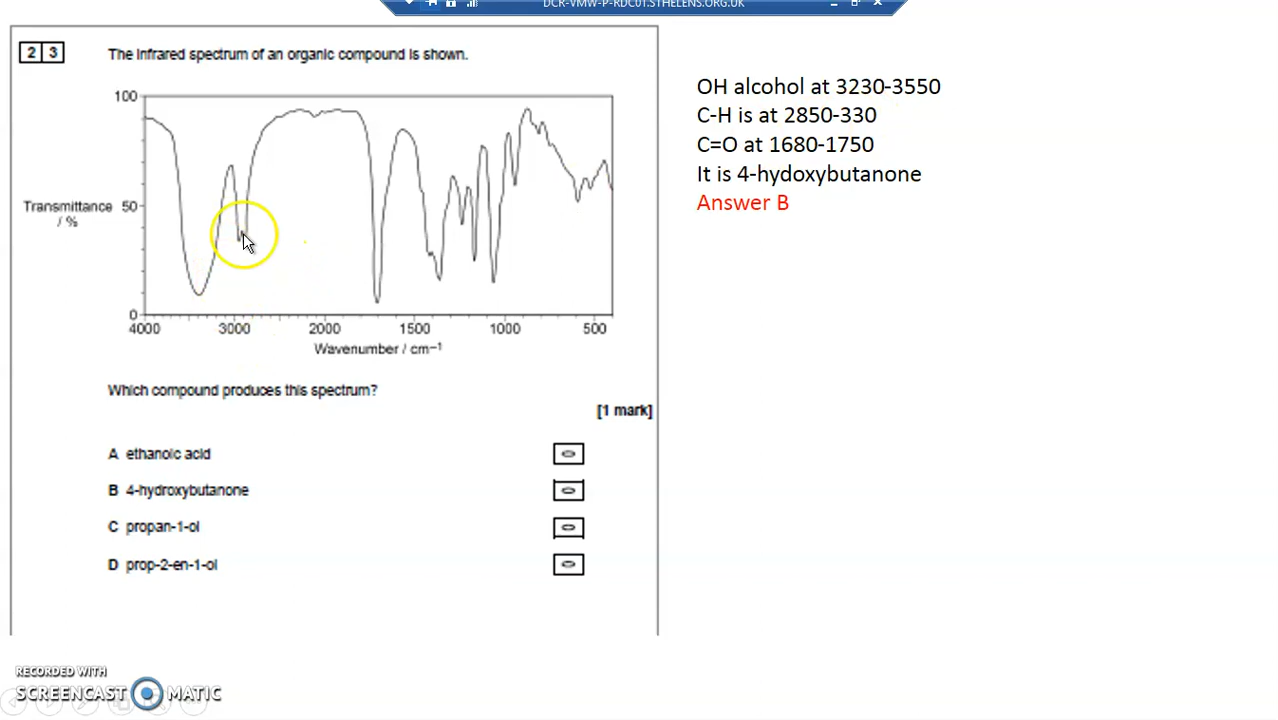 DCR-VMW-P-RDC01.STHELENS.ORG.UK
2 3 The infrared spectrum of an organic compound is shown.
100
Transmittance 50
/ %
0
4000 3000 2000 1500 1000 500
Wavenumber / cm⁻¹
Which compound produces this spectrum?
[1 mark]
A ethanoic acid
B 4-hydroxybutanone
C propan-1-ol
D prop-2-en-1-ol
OH alcohol at 3230-3550
C-H is at 2850-330
C=O at 1680-1750
It is 4-hydoxybutanone
Answer B
RECORDED WITH
SCREENCAST MATIC